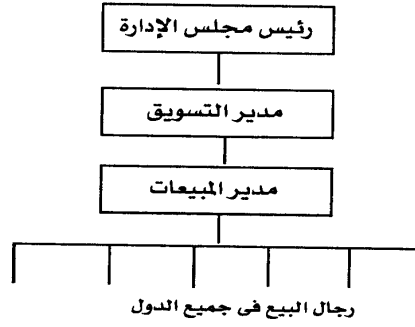 رئيس مجلس الإدارة
مدير التسويق
مدير المبيعات
رجال البيع فى جميع الدول